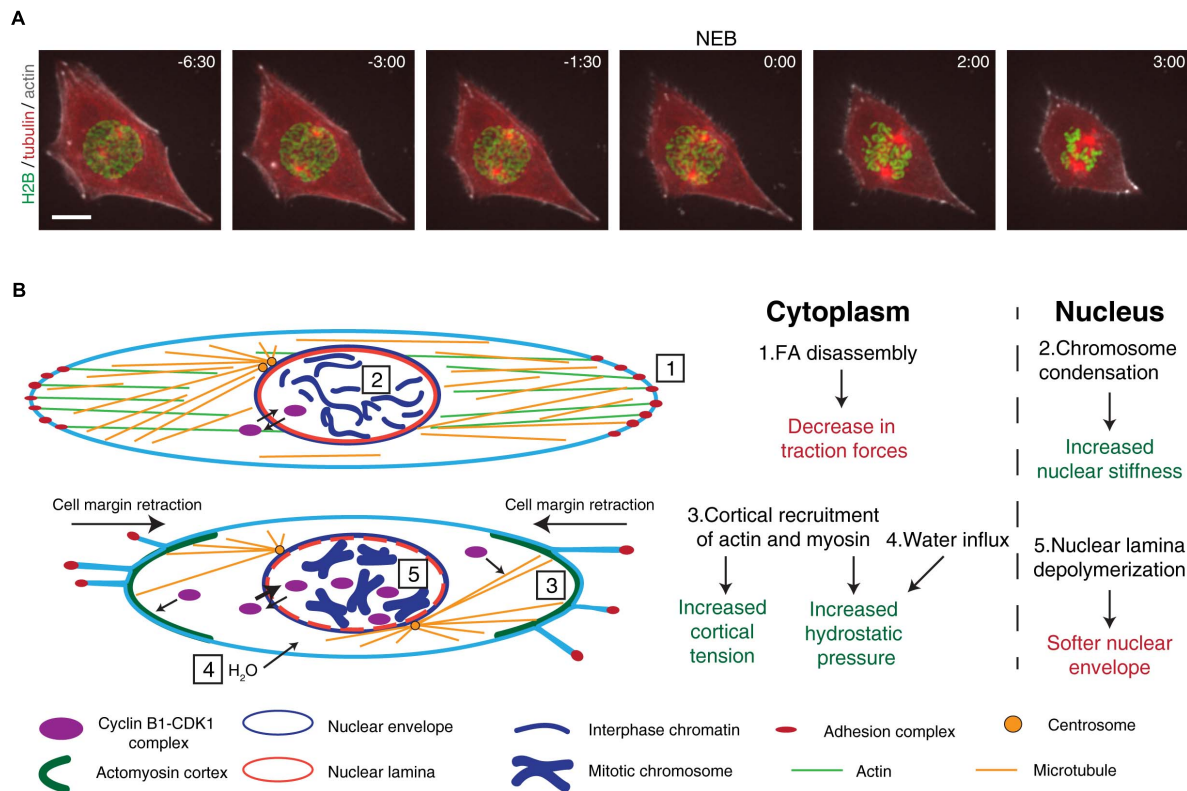 A
NEB
H2B / tubulin / actin
-6:30
-3:00
-1:30
0:00
2:00
3:00
B
1
2
Cell margin retraction
Cell margin retraction
5
3
4
H₂O
Cytoplasm
1.FA disassembly
Decrease in
traction forces
3.Cortical recruitment
of actin and myosin
4.Water influx
Increased
cortical
tension
Increased
hydrostatic
pressure
Nucleus
2.Chromosome
condensation
Increased
nuclear stiffness
5.Nuclear lamina
depolymerization
Softer nuclear
envelope
Cyclin B1-CDK1
complex
Nuclear envelope
Interphase chromatin
Adhesion complex
Centrosome
Actomyosin cortex
Nuclear lamina
Mitotic chromosome
Actin
Microtubule